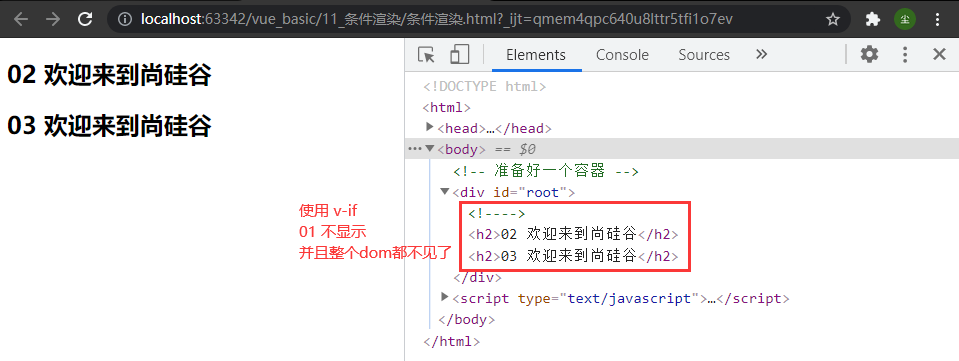 localhost:63342/vue_basic/11_条件渲染/条件渲染.html?_ijt=qmem4qpc640u8lttr5tfi1o7ev
尘
02 欢迎来到尚硅谷
03 欢迎来到尚硅谷
使用 v-if
01 不显示
并且整个dom都不见了
Elements Console Sources »
<!DOCTYPE html>
<html>
<head>…</head>
<body> == $0
<!-- 准备好一个容器 -->
<div id="root">
<!---->
<h2>02 欢迎来到尚硅谷</h2>
<h2>03 欢迎来到尚硅谷</h2>
</div>
<script type="text/javascript">…</script>
</body>
</html>